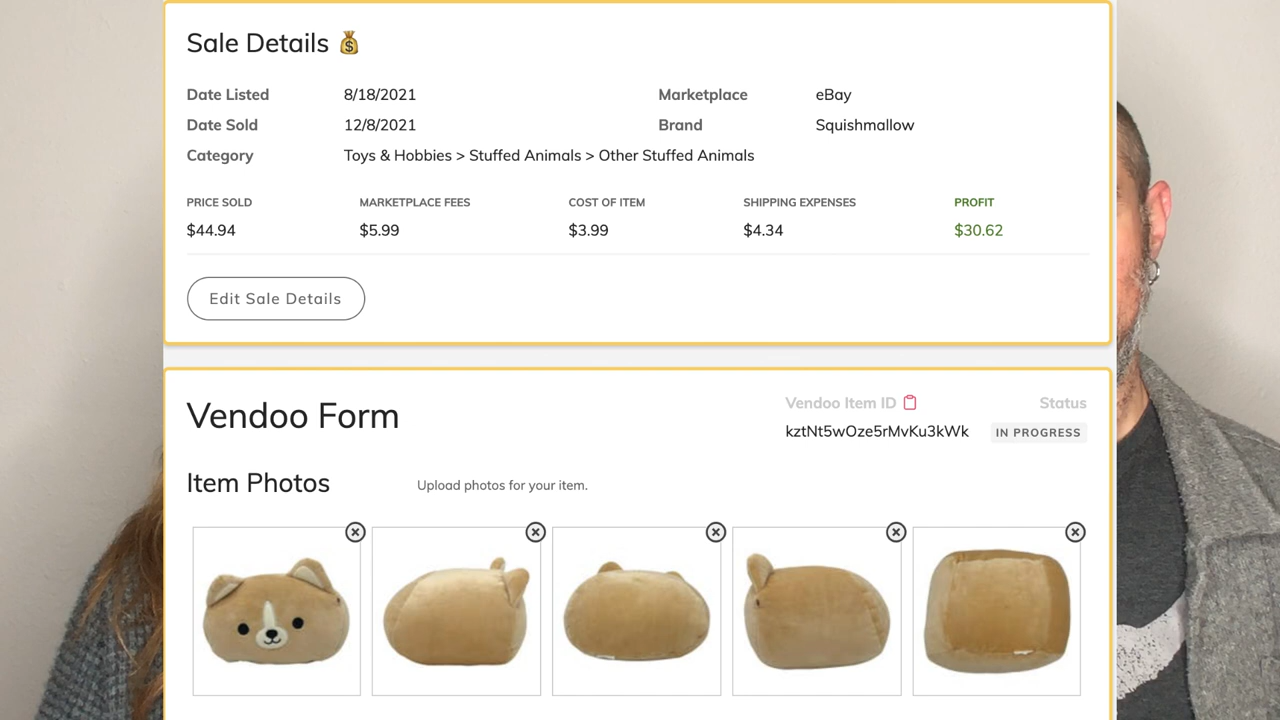 Sale Details 💰
Date Listed 8/18/2021 Marketplace eBay
Date Sold 12/8/2021 Brand Squishmallow
Category Toys & Hobbies > Stuffed Animals > Other Stuffed Animals
PRICE SOLD MARKETPLACE FEES COST OF ITEM SHIPPING EXPENSES PROFIT
$44.94 $5.99 $3.99 $4.34 $30.62
Edit Sale Details
Vendoo Form
Vendoo Item ID Status
kztNt5wOze5rMvKu3kWk IN PROGRESS
Item Photos Upload photos for your item.